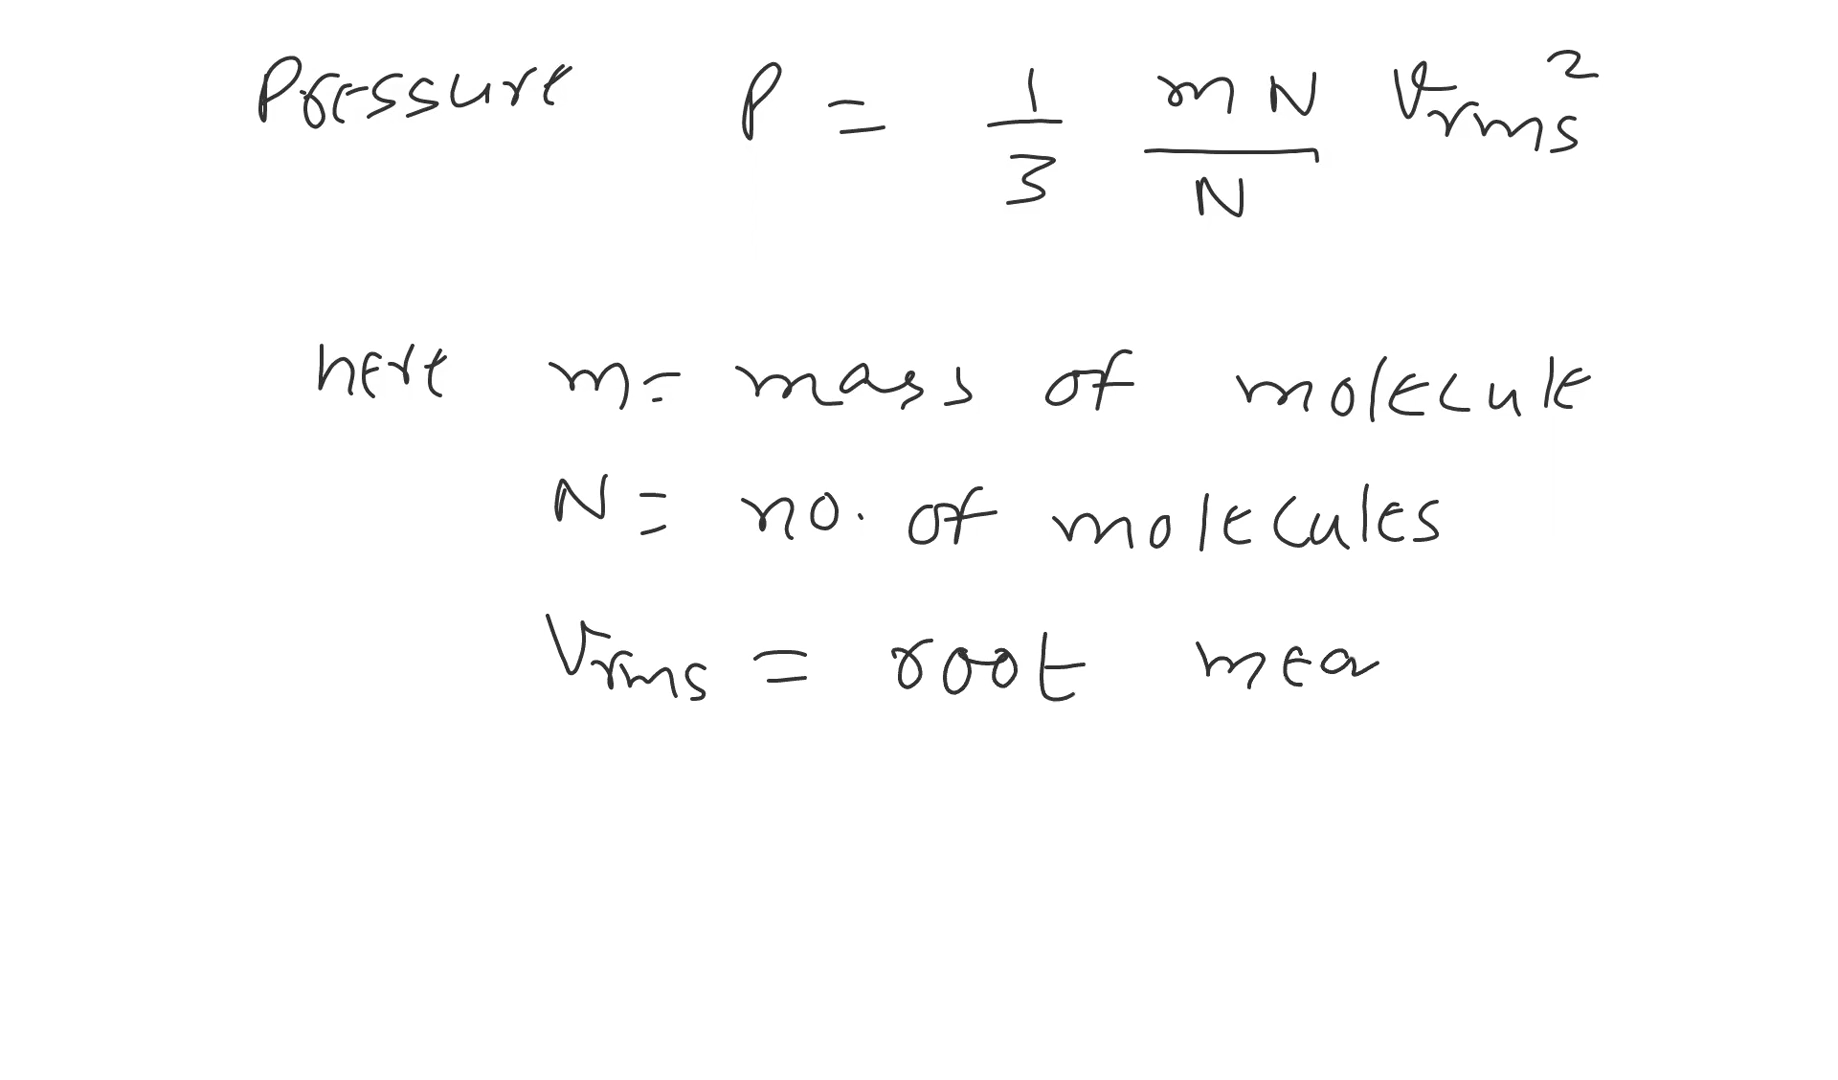 Pressure P = 1/3 mN/N Vrms²
here m = mass of molecule
N = no. of molecules
Vrms = root mea